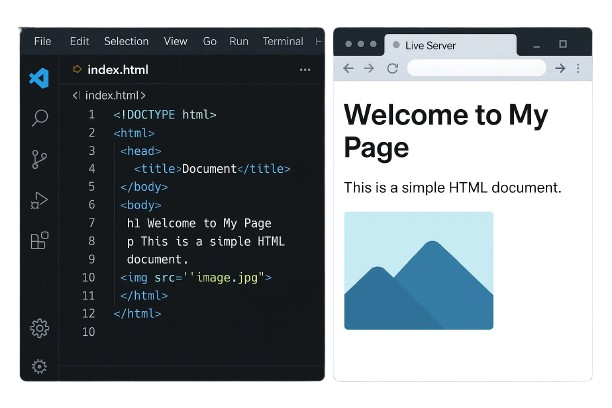 File Edit Selection View Go Run Terminal
index.html
index.html
1 <!DOCTYPE html>
2 <html>
3 <head>
4 <title>Document</title>
5 </body>
6 <body>
7 h1 Welcome to My Page
8 p This is a simple HTML
9 document.
10 <img src=''image.jpg">
11 </html>
12 </html>
10
Live Server
Welcome to My
Page
This is a simple HTML document.